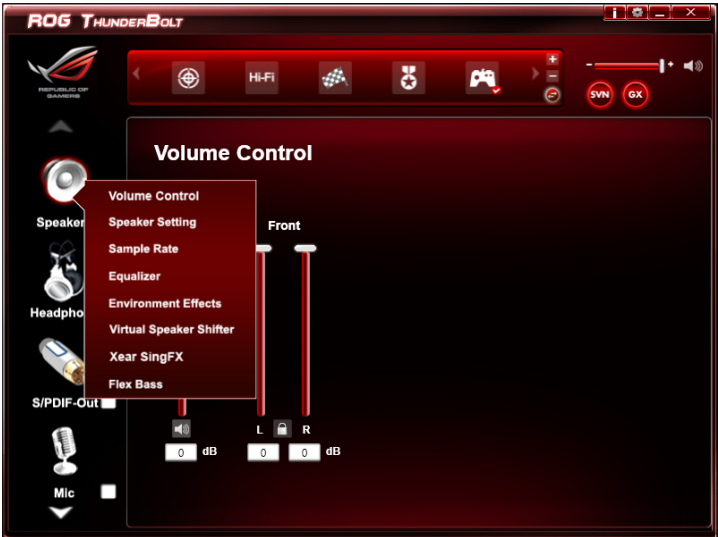 ROG THUNDERBOLT
i
REPUBLIC OF
GAMERS
Hi-Fi
SVN
GX
Volume Control
Speaker
Volume Control
Speaker Setting
Sample Rate
Equalizer
Environment Effects
Virtual Speaker Shifter
Xear SingFX
Flex Bass
Front
Headpho
S/PDIF-Out
L
R
0 dB
0
0 dB
Mic